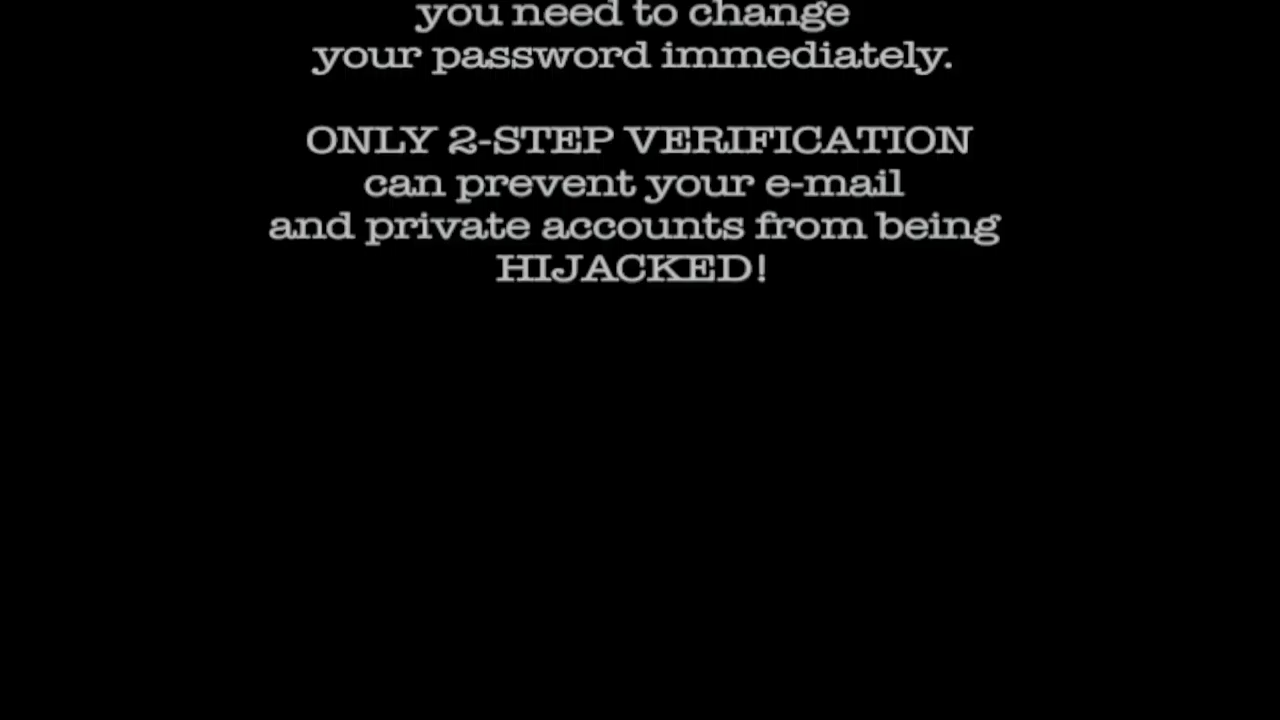 you need to change
your password immediately.
ONLY 2-STEP VERIFICATION
can prevent your e-mail
and private accounts from being
HIJACKED!